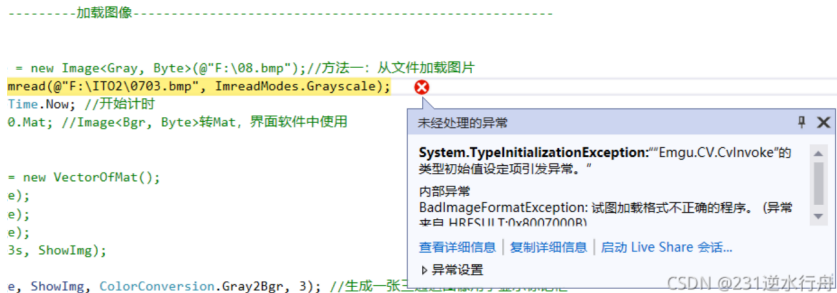 ---------加载图像-----------------------------------------------------
= new Image<Gray, Byte>(@"F:\08.bmp");//方法一：从文件加载图片
mread(@"F:\ITO2\0703.bmp", ImreadModes.Grayscale);
Time.Now; //开始计时
0.Mat; //Image<Bgr, Byte>转Mat，界面软件中使用
未经处理的异常
System.TypeInitializationException:““Emgu.CV.CvInvoke”的
类型初始值设定项引发异常。”
= new VectorOfMat();
内部异常
e);
BadImageFormatException: 试图加载格式不正确的程序。 (异常
e);
来自 HRESULT:0x8007000B)
e);
3s, ShowImg);
查看详细信息 | 复制详细信息 | 启动 Live Share 会话...
异常设置
e, ShowImg, ColorConversion.Gray2Bgr, 3); //生成一张三
CSDN @231逆水行舟